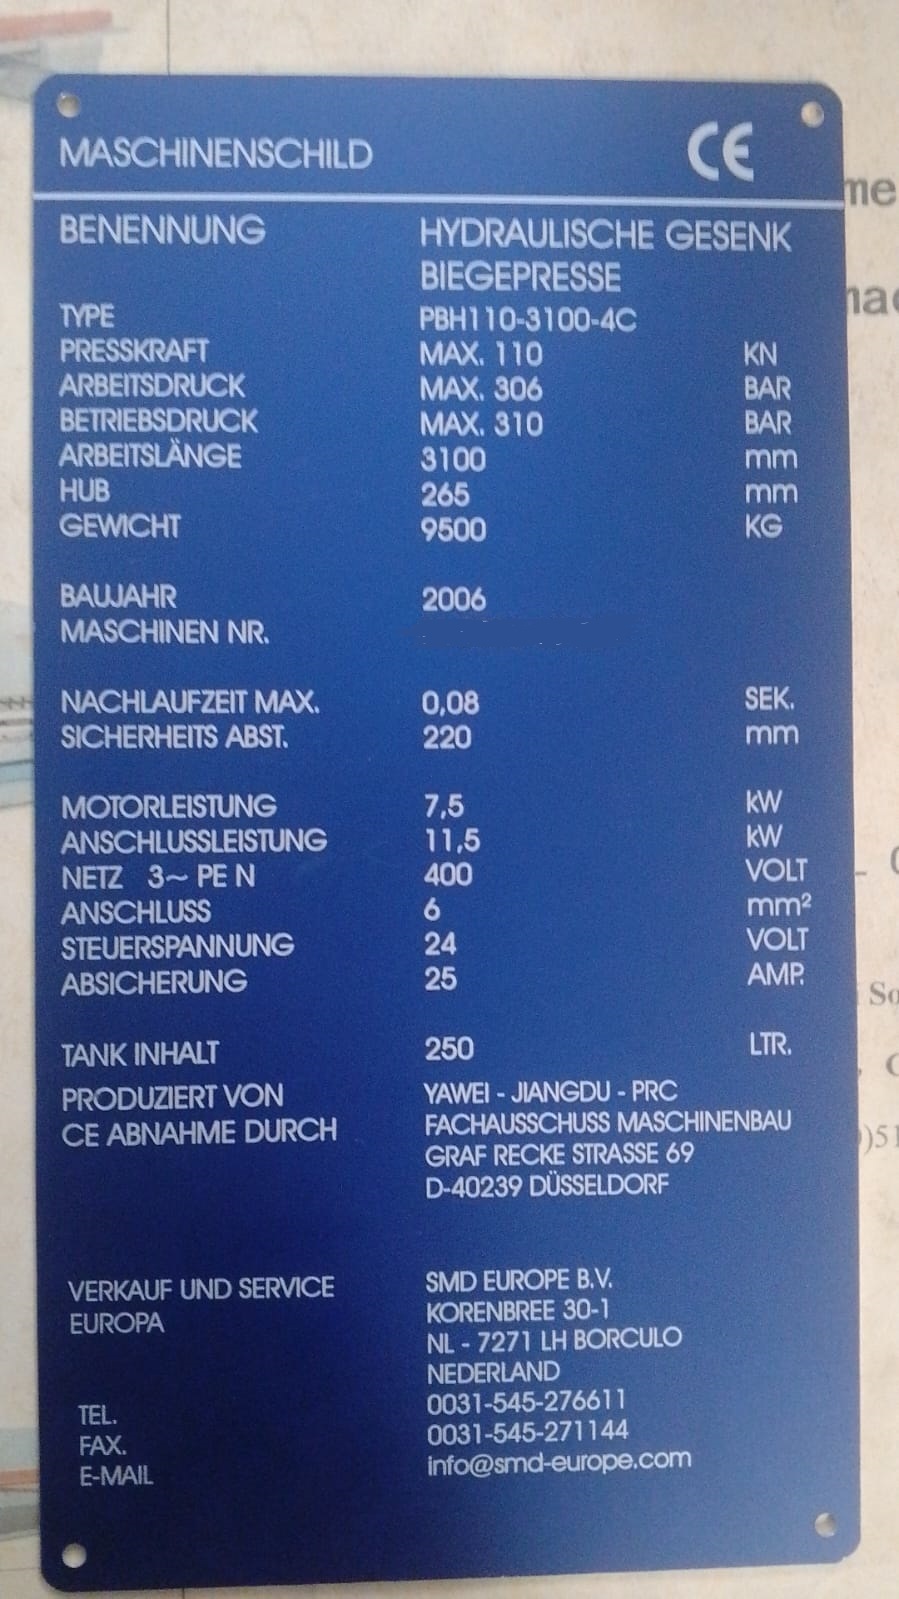 MASCHINENSCHILD CE
BENENNUNG HYDRAULISCHE GESENK
BIEGEPRESSE
TYPE PBH110-3100-4C
PRESSKRAFT MAX. 110 KN
ARBEITSDRUCK MAX. 306 BAR
BETRIEBSDRUCK MAX. 310 BAR
ARBEITSLÄNGE 3100 mm
HUB 265 mm
GEWICHT 9500 KG
BAUJAHR 2006
MASCHINEN NR.
NACHLAUFZEIT MAX. 0,08 SEK.
SICHERHEITS ABST. 220 mm
MOTORLEISTUNG 7,5 kW
ANSCHLUSSLEISTUNG 11,5 kW
NETZ 3~ PE N 400 VOLT
ANSCHLUSS 6 mm²
STEUERSPANNUNG 24 VOLT
ABSICHERUNG 25 AMP.
TANK INHALT 250 LTR.
PRODUZIERT VON YAWEI - JIANGDU - PRC
CE ABNAHME DURCH FACHAUSSCHUSS MASCHINENBAU
GRAF RECKE STRASSE 69
D-40239 DÜSSELDORF
VERKAUF UND SERVICE SMD EUROPE B.V.
EUROPA KORENBREE 30-1
NL - 7271 LH BORCULO
NEDERLAND
TEL. 0031-545-276611
FAX. 0031-545-271144
E-MAIL info@smd-europe.com